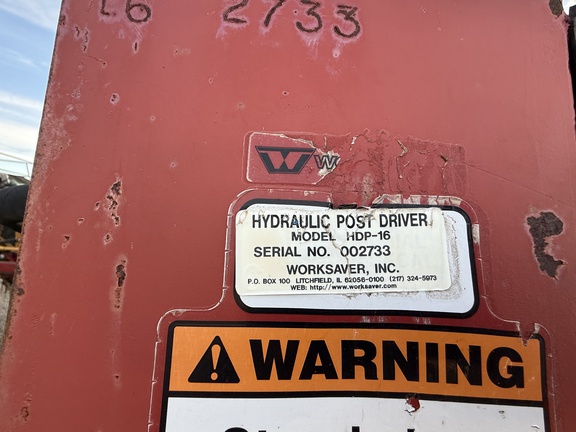 16 2733
W
HYDRAULIC POST DRIVER
MODEL HDP-16
SERIAL NO. 002733
WORKSAVER, INC.
P.O. BOX 100 LITCHFIELD, IL 62056-0100 (217) 324-5973
WEB: http://www.worksaver.com
WARNING